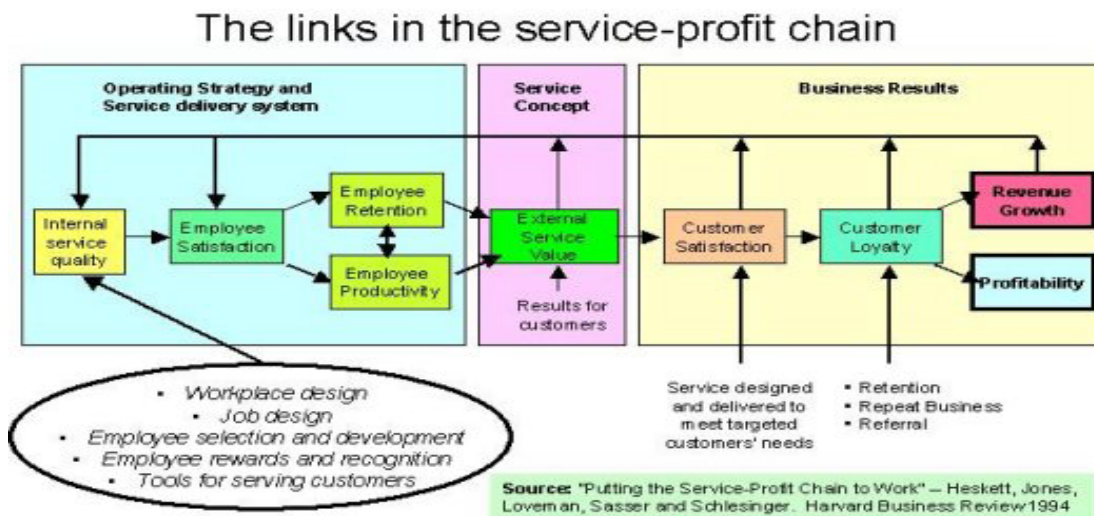 The links in the service-profit chain
Operating Strategy and
Service delivery system
Service
Concept
Business Results
Internal
service
quality
Employee
Satisfaction
Employee
Retention
Employee
Productivity
External
Service
Value
Results for
customers
Customer
Satisfaction
Customer
Loyalty
Revenue
Growth
Profitability
• Workplace design
• Job design
• Employee selection and development
• Employee rewards and recognition
• Tools for serving customers
Service designed
and delivered to
meet targeted
customers' needs
▪ Retention
▪ Repeat Business
▪ Referral
Source: "Putting the Service-Profit Chain to Work" – Heskett, Jones,
Loveman, Sasser and Schlesinger. Harvard Business Review 1994